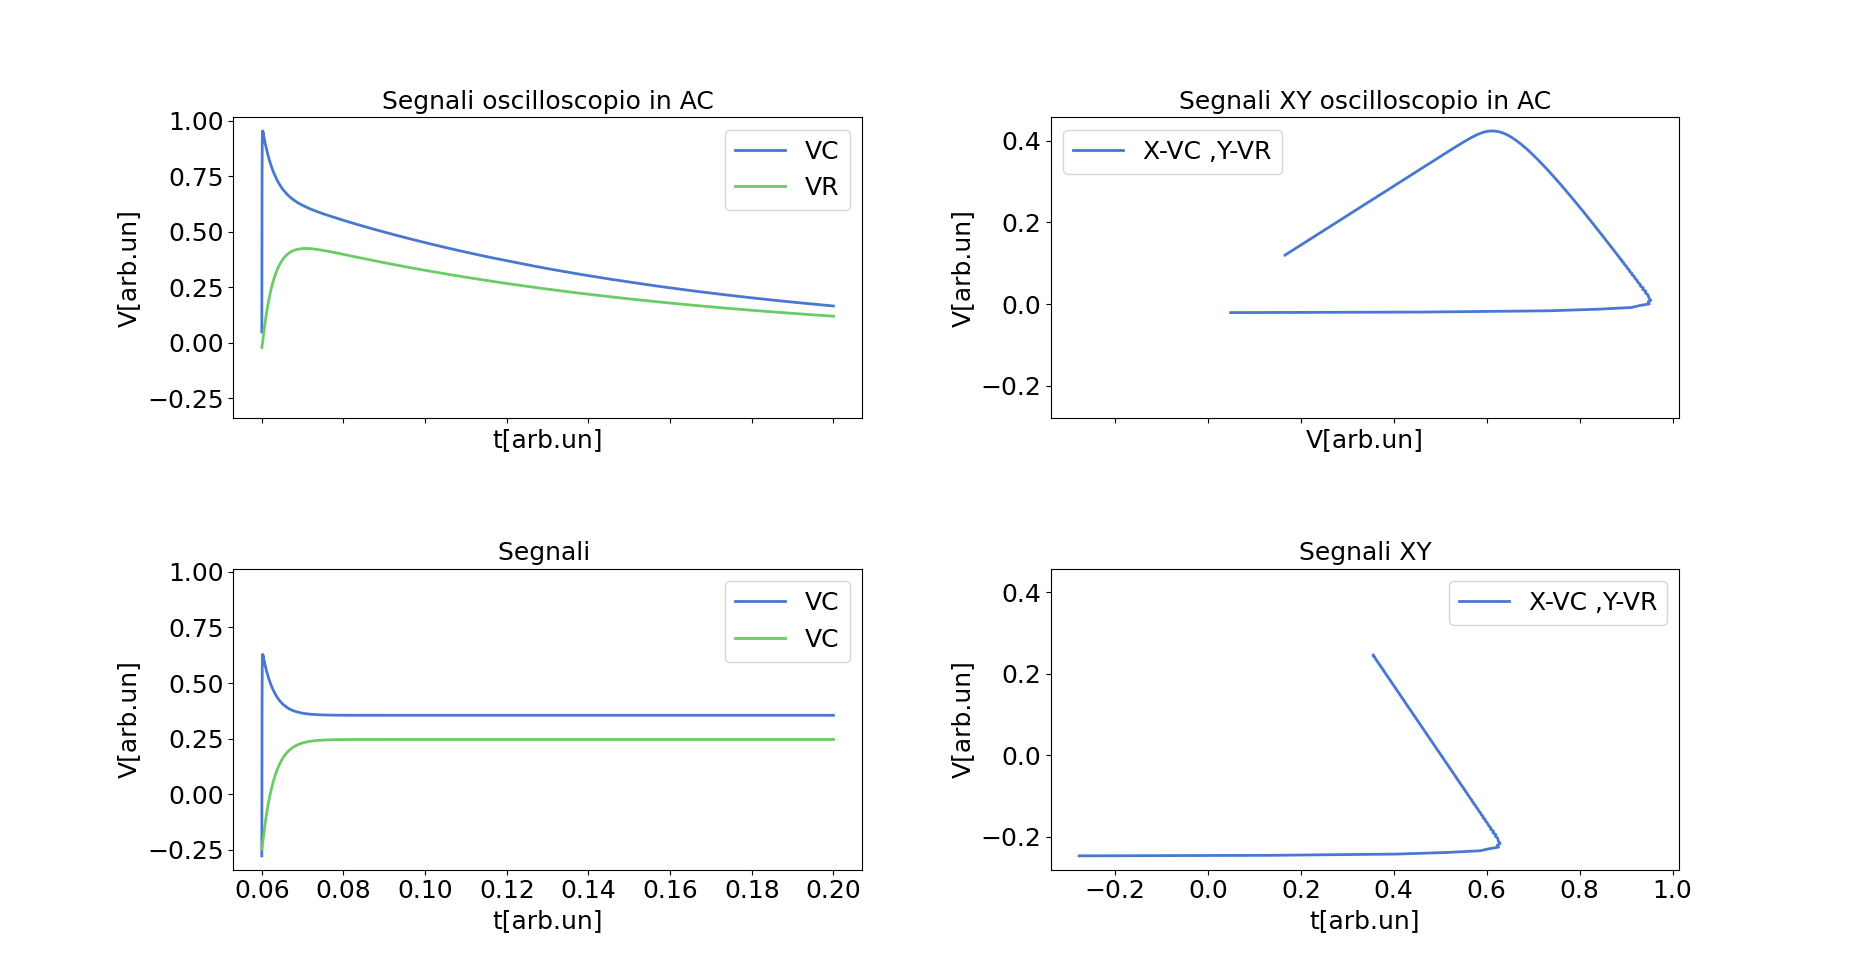 Segnali oscilloscopio in AC
1.00
0.75
0.50
0.25
0.00
−0.25
V[arb.un]
VC
VR
t[arb.un]
Segnali XY oscilloscopio in AC
0.4
0.2
0.0
−0.2
V[arb.un]
X-VC ,Y-VR
V[arb.un]
Segnali
1.00
0.75
0.50
0.25
0.00
−0.25
V[arb.un]
VC
VC
0.06 0.08 0.10 0.12 0.14 0.16 0.18 0.20
t[arb.un]
Segnali XY
0.4
0.2
0.0
−0.2
V[arb.un]
X-VC ,Y-VR
−0.2 0.0 0.2 0.4 0.6 0.8 1.0
t[arb.un]